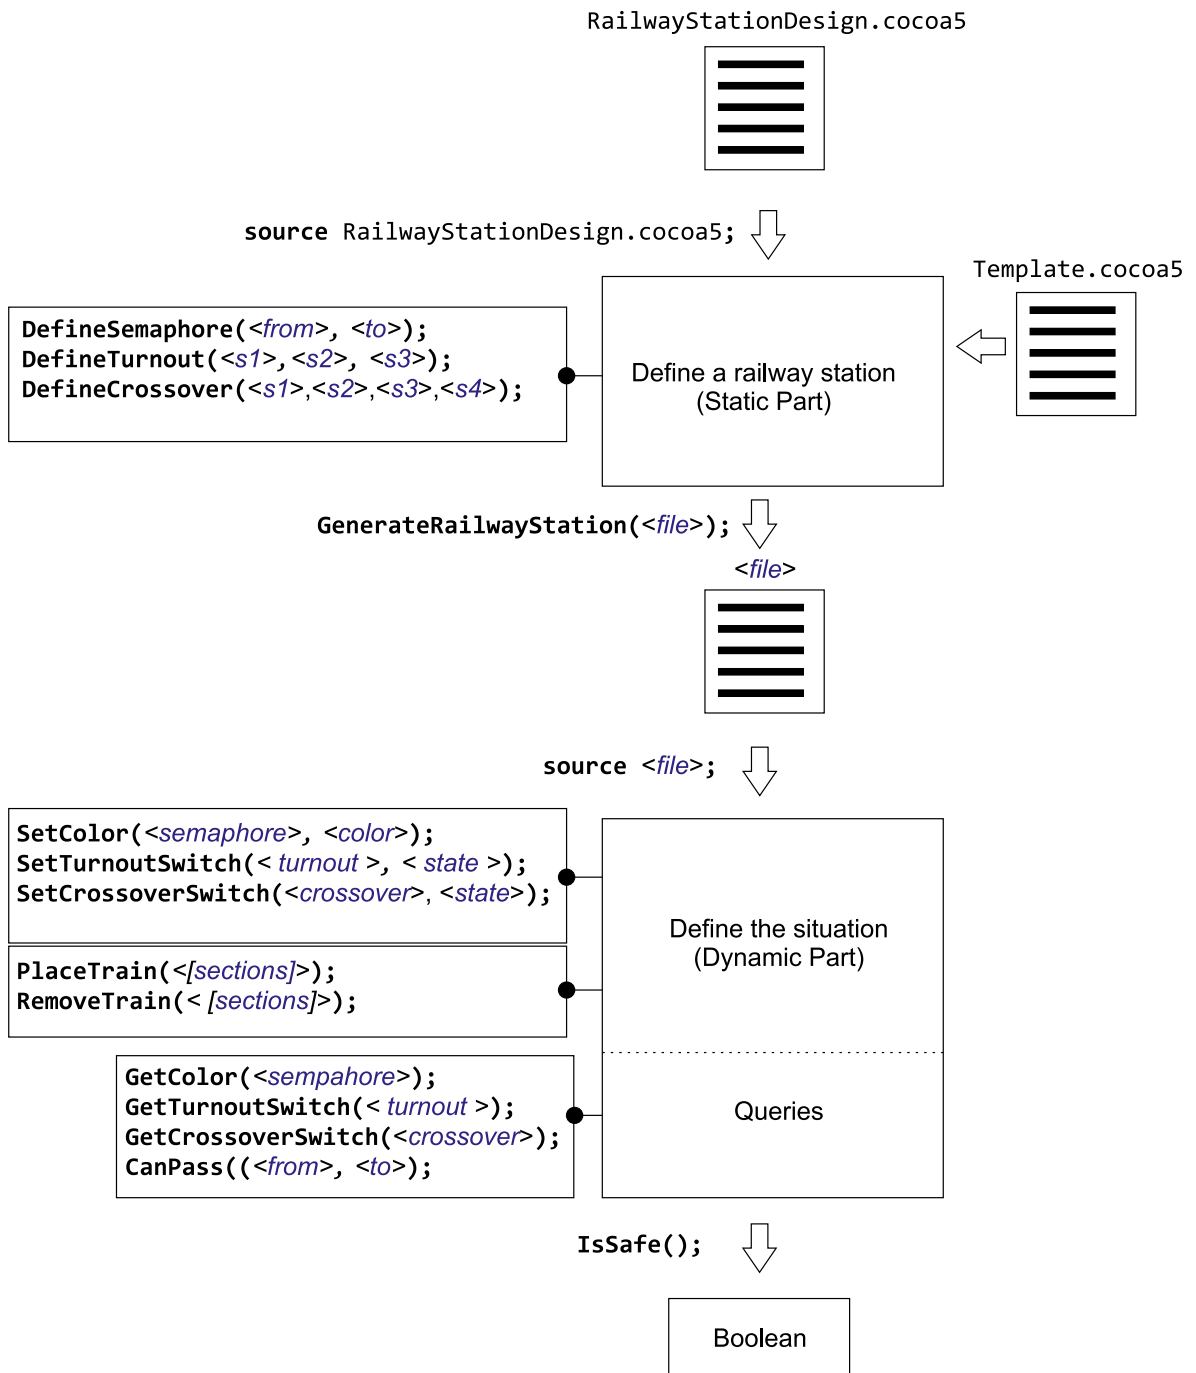 RailwayStationDesign.cocoa5
source RailwayStationDesign.cocoa5;
Template.cocoa5
DefineSemaphore(<from>, <to>);
DefineTurnout(<s1>,<s2>, <s3>);
DefineCrossover(<s1>,<s2>,<s3>,<s4>);
Define a railway station
(Static Part)
GenerateRailwayStation(<file>);
<file>
source <file>;
SetColor(<semaphore>, <color>);
SetTurnoutSwitch(< turnout >, < state >);
SetCrossoverSwitch(<crossover>, <state>);
Define the situation
(Dynamic Part)
PlaceTrain(<[sections]>);
RemoveTrain(< [sections]>);
GetColor(<sempahore>);
GetTurnoutSwitch(< turnout >);
GetCrossoverSwitch(<crossover>);
CanPass((<from>, <to>);
Queries
IsSafe();
Boolean